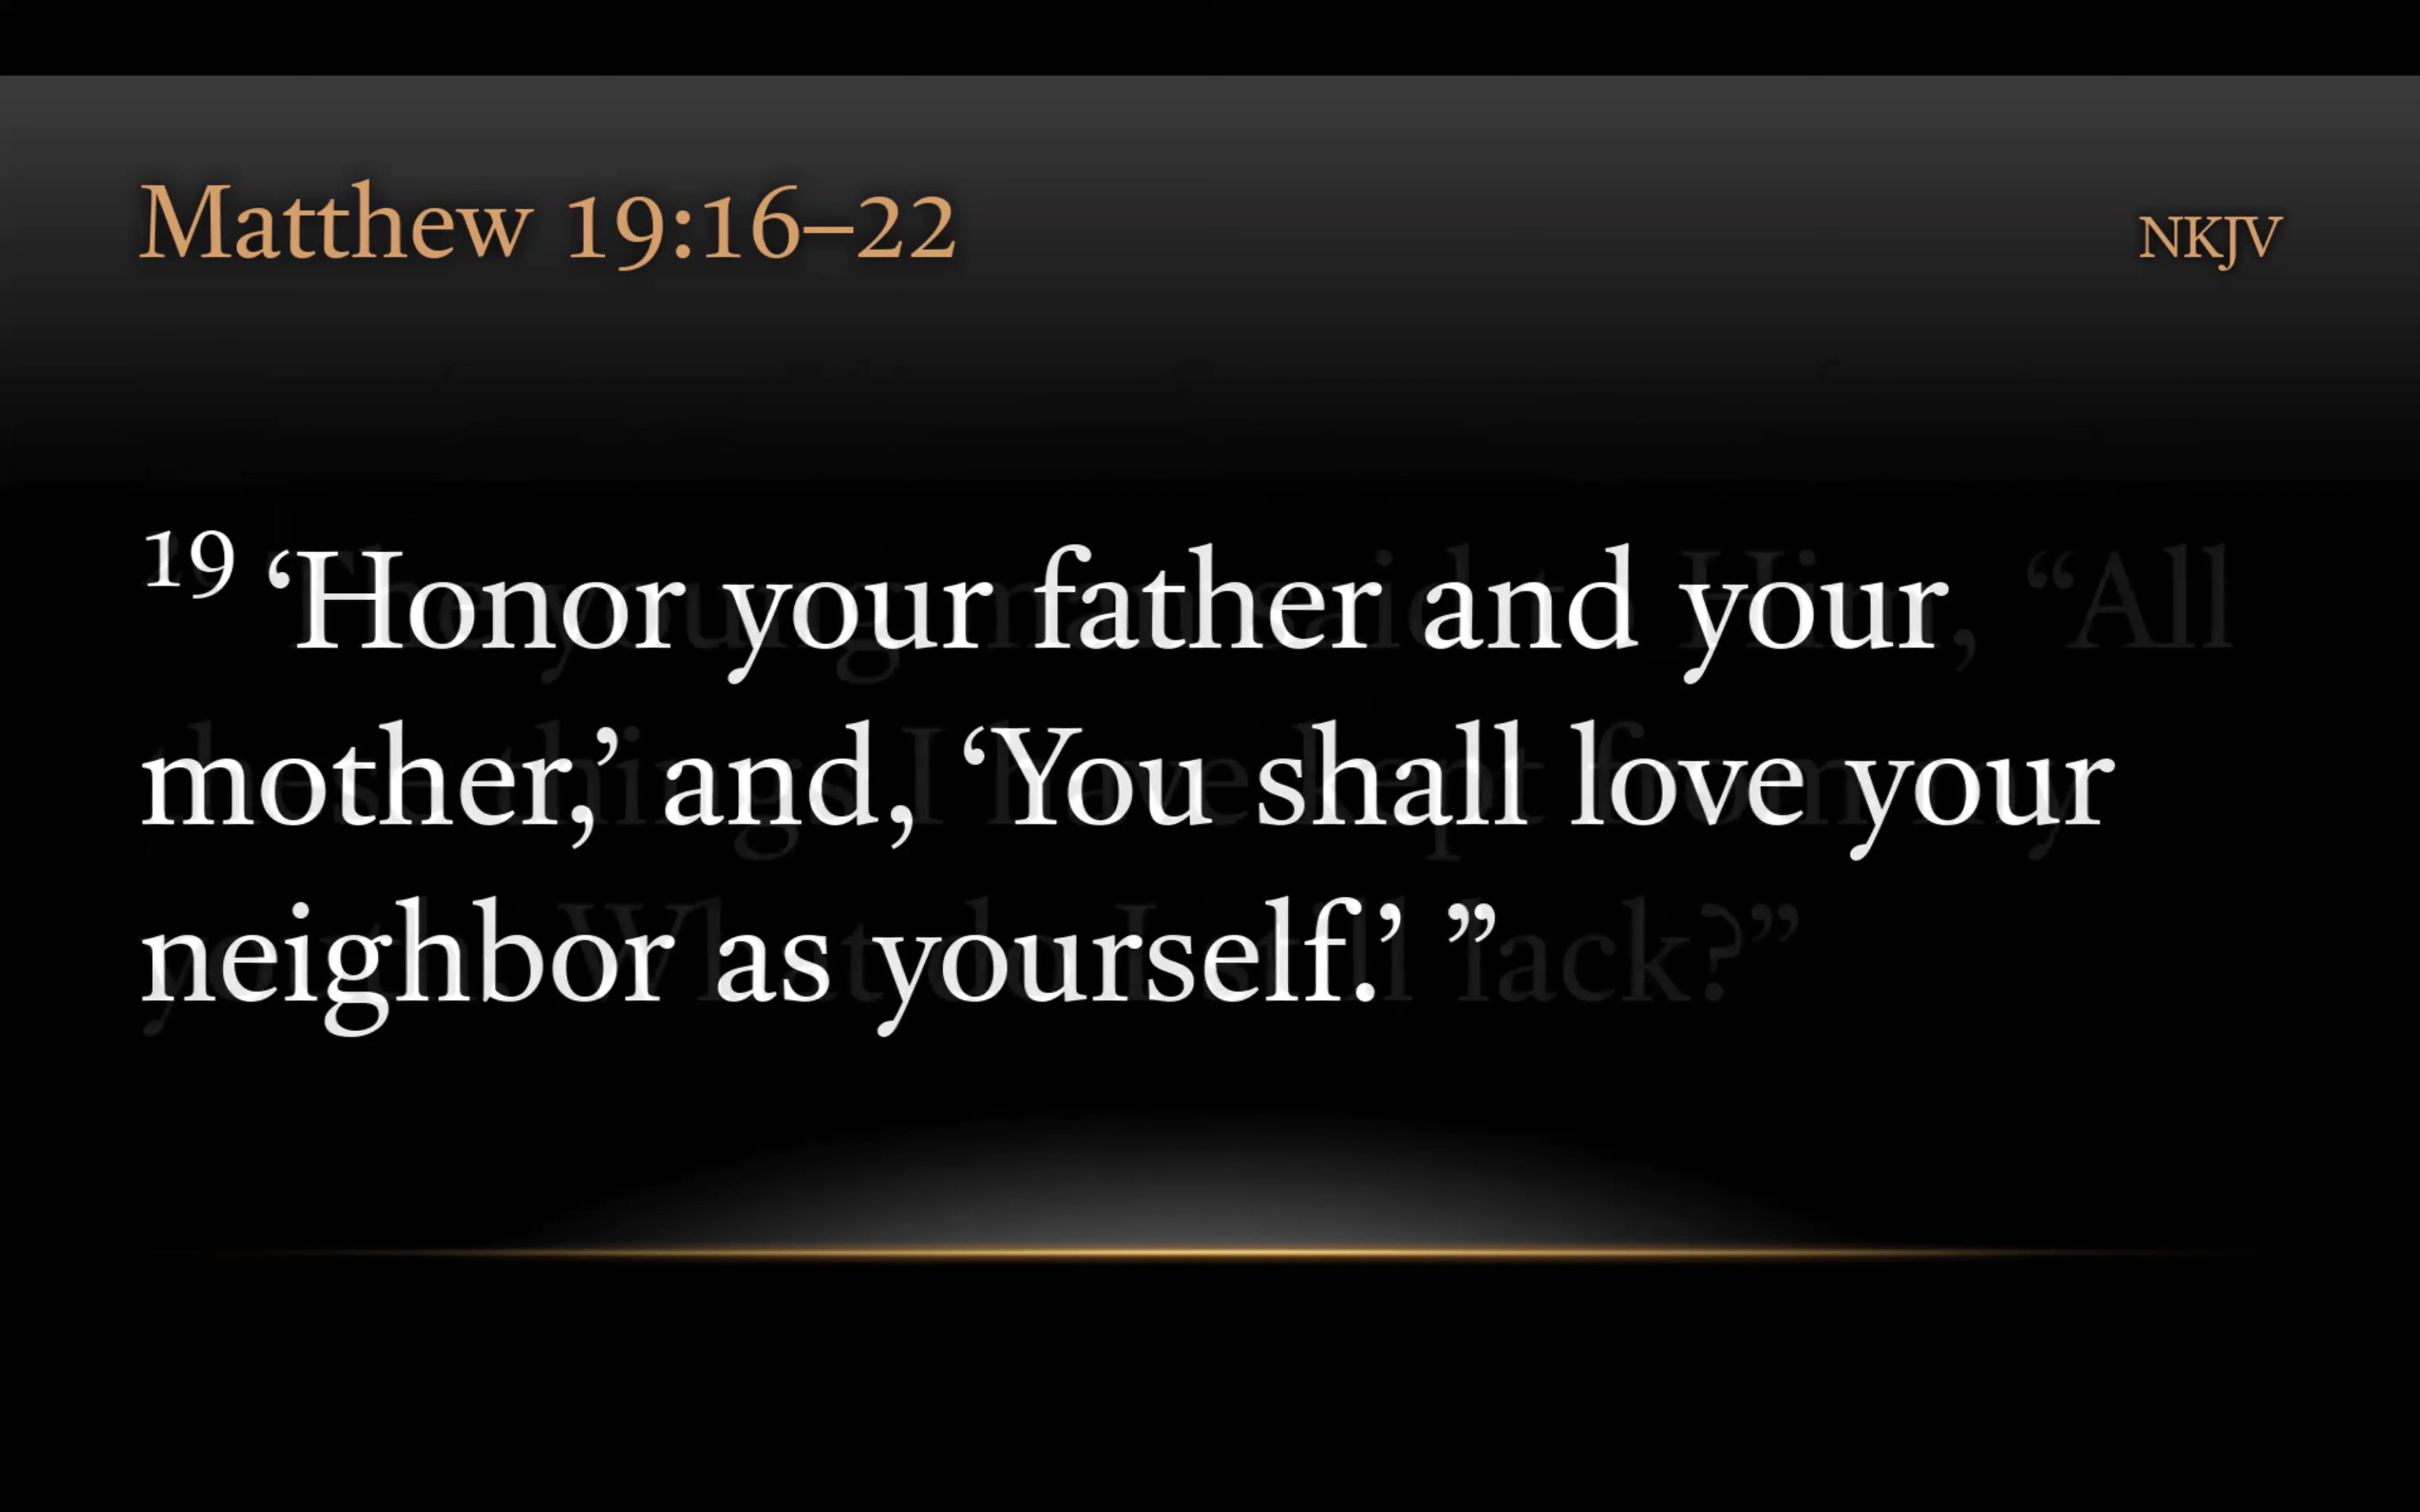 Matthew 19:16–22
NKJV
19 ‘Honor your father and your
mother,’ and, ‘You shall love your
neighbor as yourself.’ ”